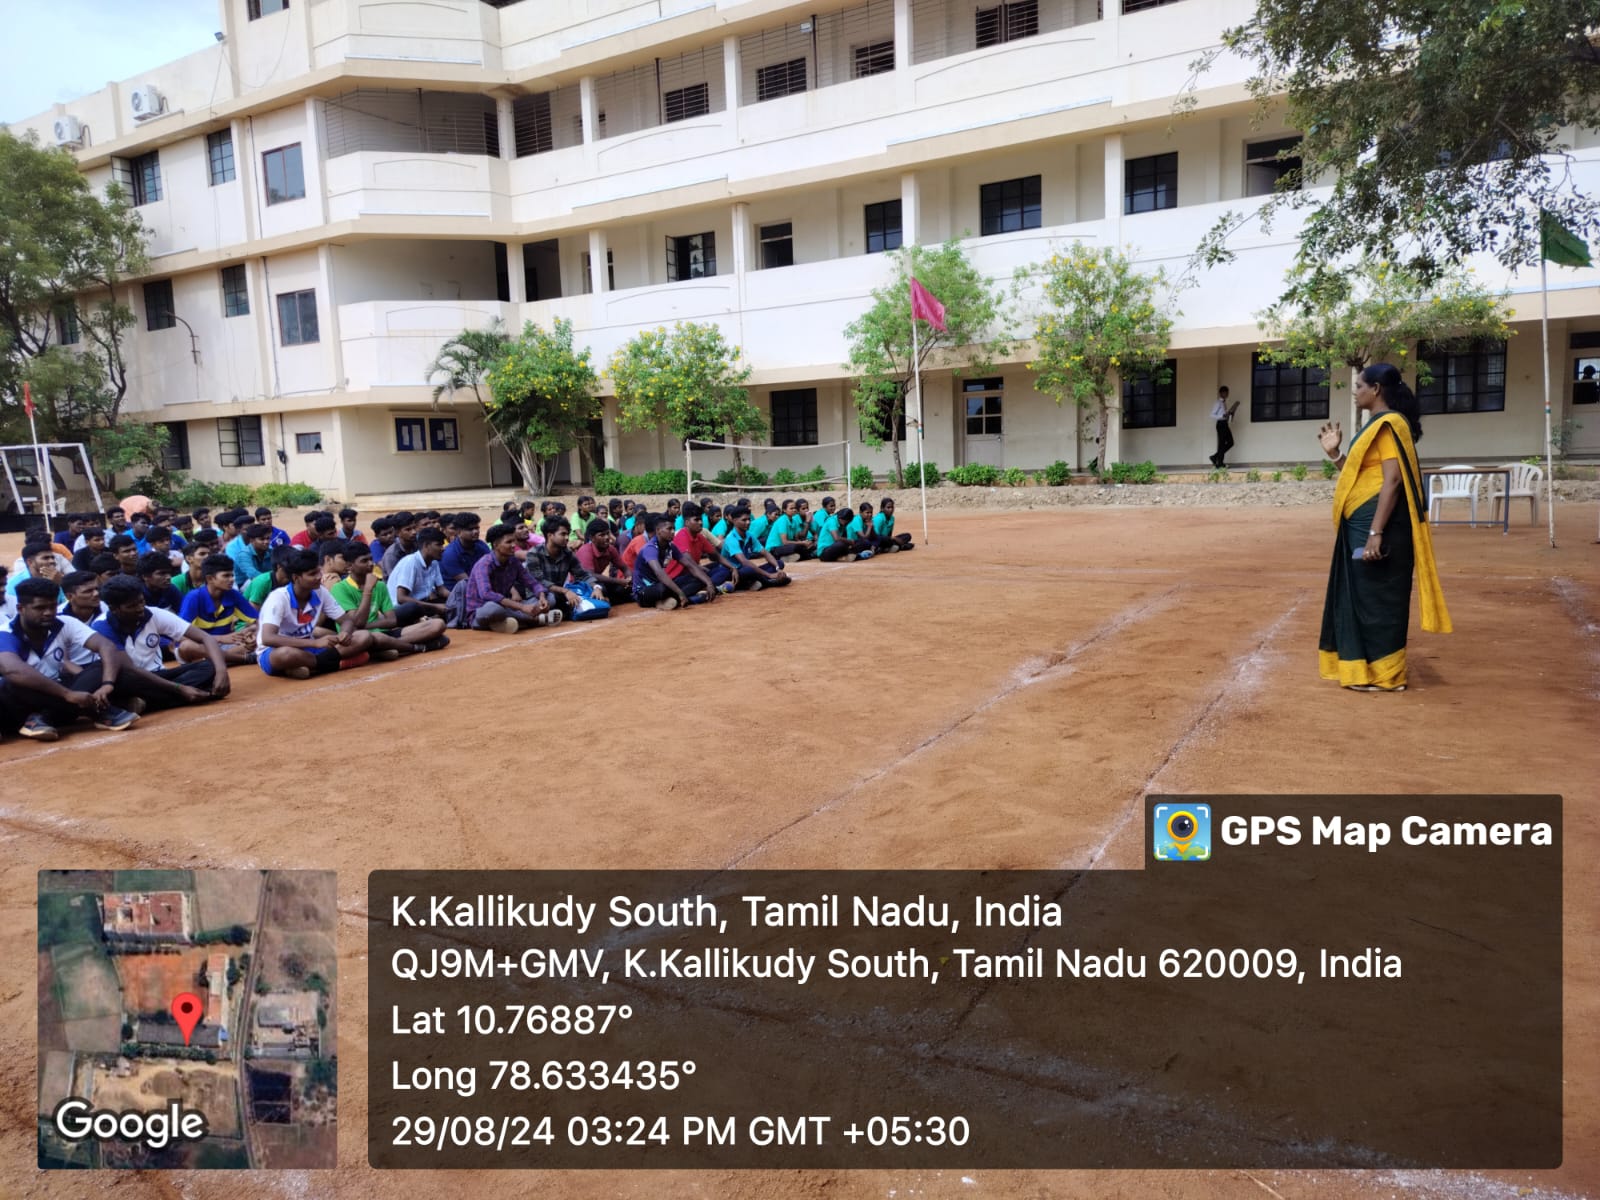 GPS Map Camera
K.Kallikudy South, Tamil Nadu, India
QJ9M+GMV, K.Kallikudy South, Tamil Nadu 620009, India
Lat 10.76887°
Long 78.633435°
29/08/24 03:24 PM GMT +05:30
Google